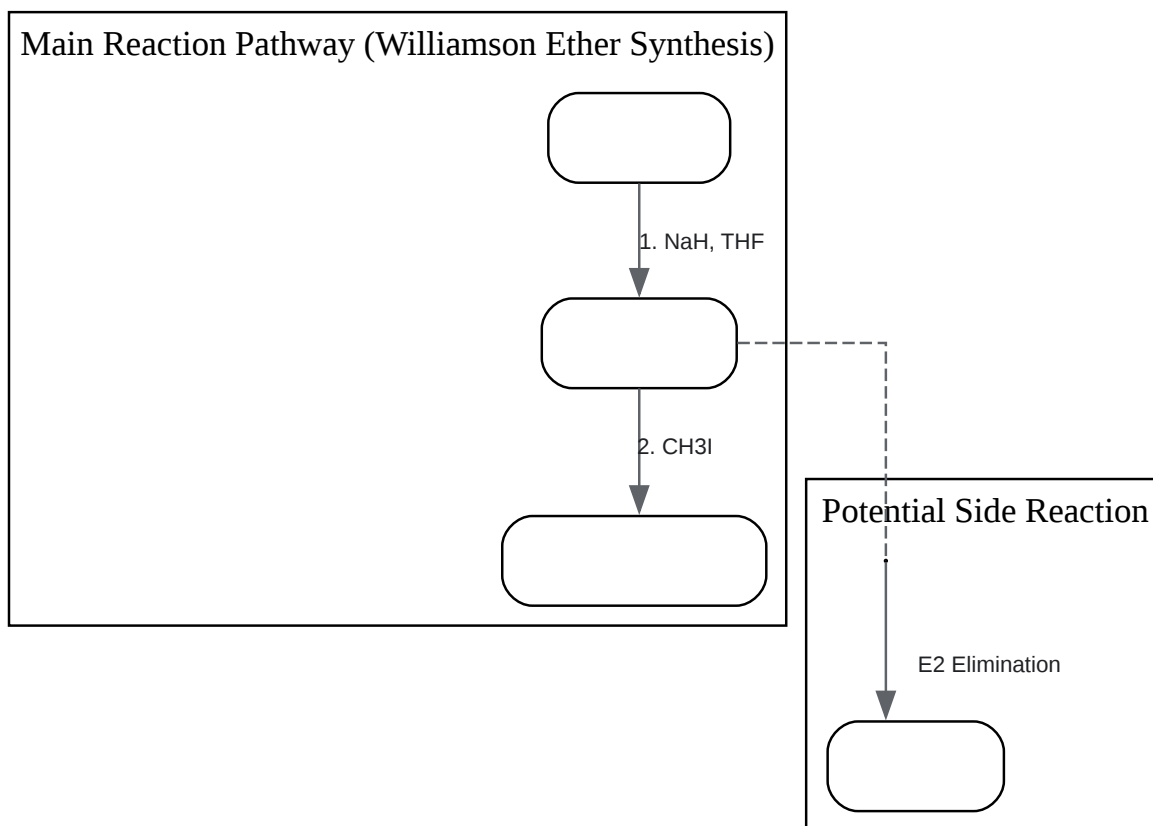 Main Reaction Pathway (Williamson Ether Synthesis)
1. NaH, THF
2. CH3I
Potential Side Reaction
E2 Elimination